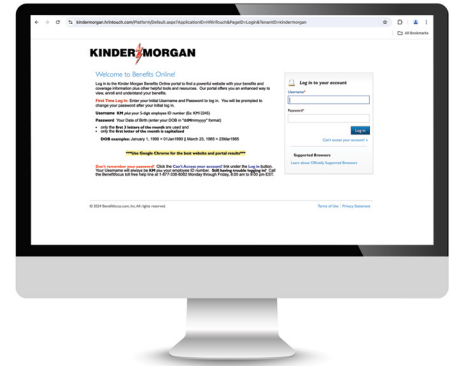 kindermorgan.hrintouch.com/Platform/Default.aspx?ApplicationID=HWinTouch&PageID=Login&TenantID=kindermorgan
All Bookmarks
KINDER MORGAN
Welcome to Benefits Online!
Log in to the Kinder Morgan Benefits Online portal to find a powerful website with your benefits and
coverage information plus other helpful tools and resources. Our portal offers you an enhanced way to
view, enroll and understand your benefits.
First Time Log in: Enter your Initial Username and Password to log in. You will be prompted to
change your password after your initial log in.
Username: KM plus your 5-digit employee ID number (Ex: KM12345)
Password: Your Date of Birth (enter your DOB in "ddMmmyyyy" format)
• only the first 3 letters of the month are used and
• only the first letter of the month is capitalized
DOB examples: January 1, 1990 = 01Jan1990 || March 23, 1985 = 23Mar1985
***Use Google Chrome for the best website and portal results***
Don't remember your password? Click the Can't Access your account? link under the Log in button.
Your Username will always be KM plus your employee ID number. Still having trouble logging in? Call
the Benefitfocus toll free help line at 1-877-336-8082 Monday through Friday, 8:00 am to 8:00 pm EST.
Log in to your account
Username*
Password*
Log in
Can't access your account?
Supported Browsers
Learn about Officially Supported Browsers
© 2024 Benefitfocus.com, Inc. All rights reserved.
Terms of Use
Privacy Statement